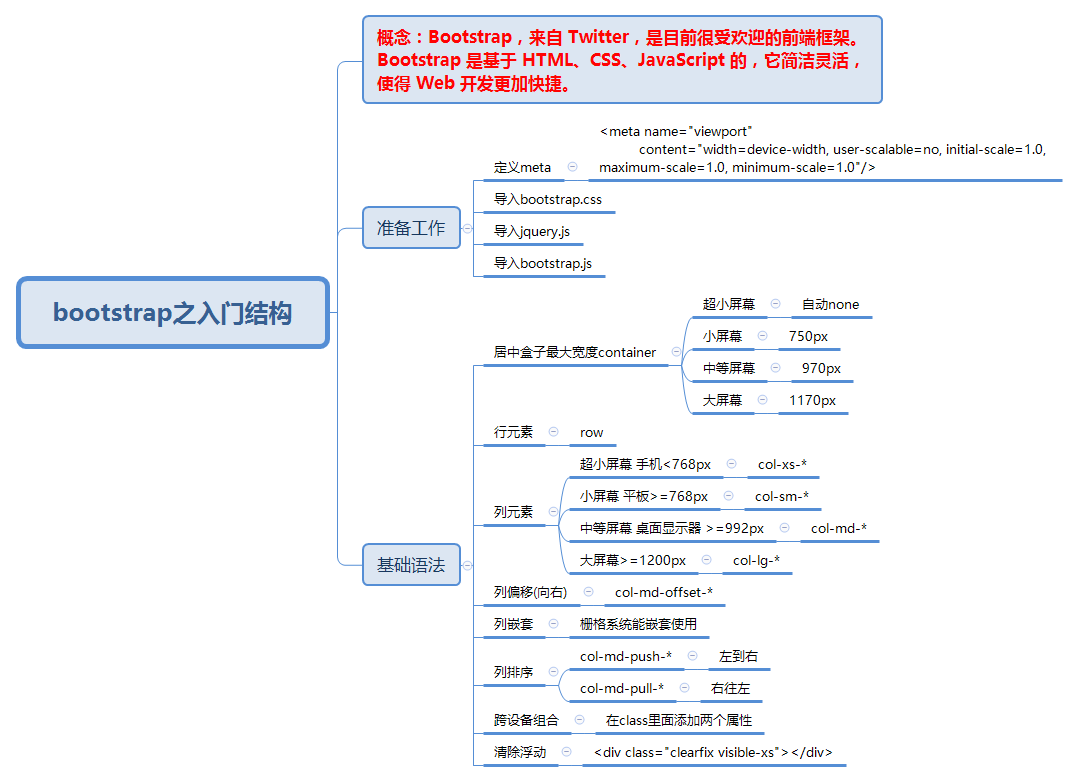 概念：Bootstrap，来自 Twitter，是目前很受欢迎的前端框架。
Bootstrap 是基于 HTML、CSS、JavaScript 的，它简洁灵活，
使得 Web 开发更加快捷。
<meta name="viewport"
content="width=device-width, user-scalable=no, initial-scale=1.0,
maximum-scale=1.0, minimum-scale=1.0"/>
定义meta
导入bootstrap.css
准备工作
导入jquery.js
导入bootstrap.js
bootstrap之入门结构
居中盒子最大宽度container
超小屏幕 自动none
小屏幕 750px
中等屏幕 970px
大屏幕 1170px
行元素 row
列元素
超小屏幕 手机<768px col-xs-*
小屏幕 平板>=768px col-sm-*
中等屏幕 桌面显示器 >=992px col-md-*
大屏幕>=1200px col-lg-*
基础语法
列偏移(向右) col-md-offset-*
列嵌套 栅格系统能嵌套使用
列排序
col-md-push-* 左到右
col-md-pull-* 右往左
跨设备组合 在class里面添加两个属性
清除浮动 <div class="clearfix visible-xs"></div>